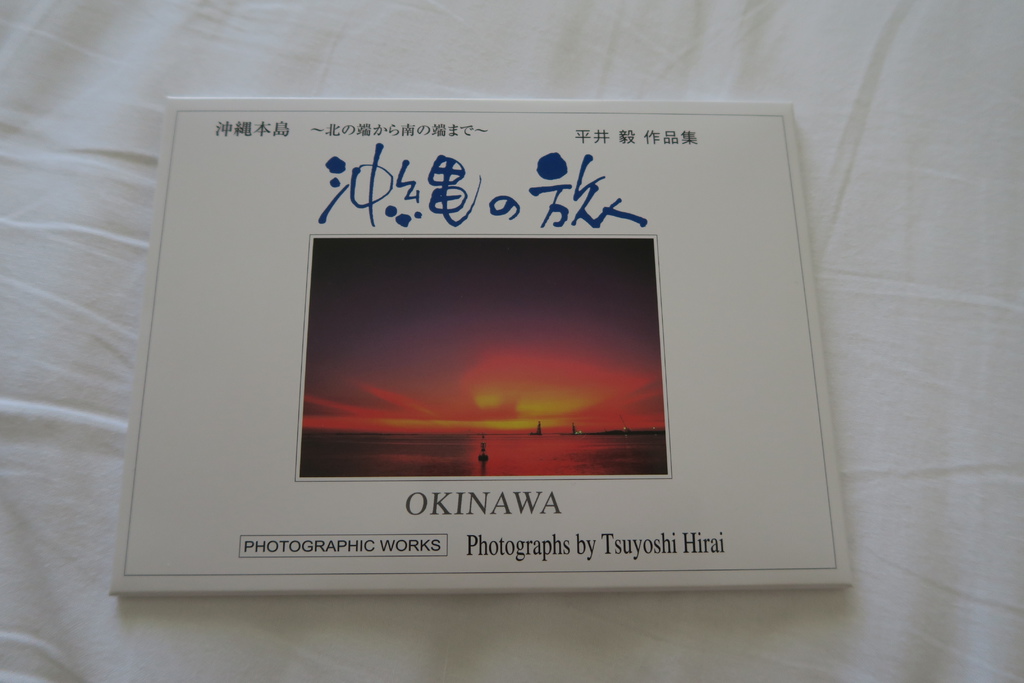 沖縄本島 ～北の端から南の端まで～ 平井 毅 作品集
沖縄の旅
OKINAWA
PHOTOGRAPHIC WORKS Photographs by Tsuyoshi Hirai